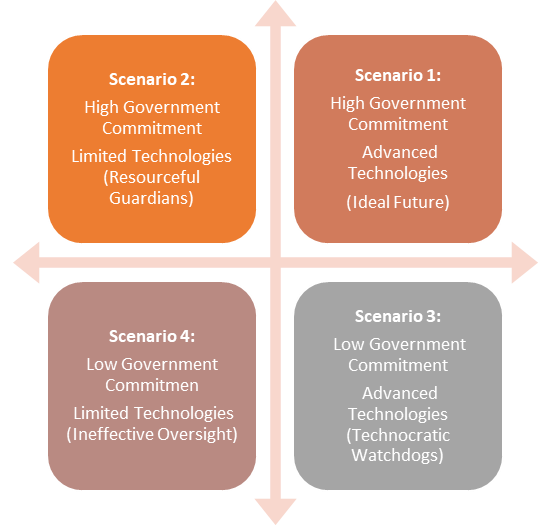 Scenario 2:
High Government
Commitment
Limited Technologies
(Resourceful
Guardians)
Scenario 1:
High Government
Commitment
Advanced
Technologies
(Ideal Future)
Scenario 4:
Low Government
Commitmen
Limited Technologies
(Ineffective Oversight)
Scenario 3:
Low Government
Commitment
Advanced
Technologies
(Technocratic
Watchdogs)